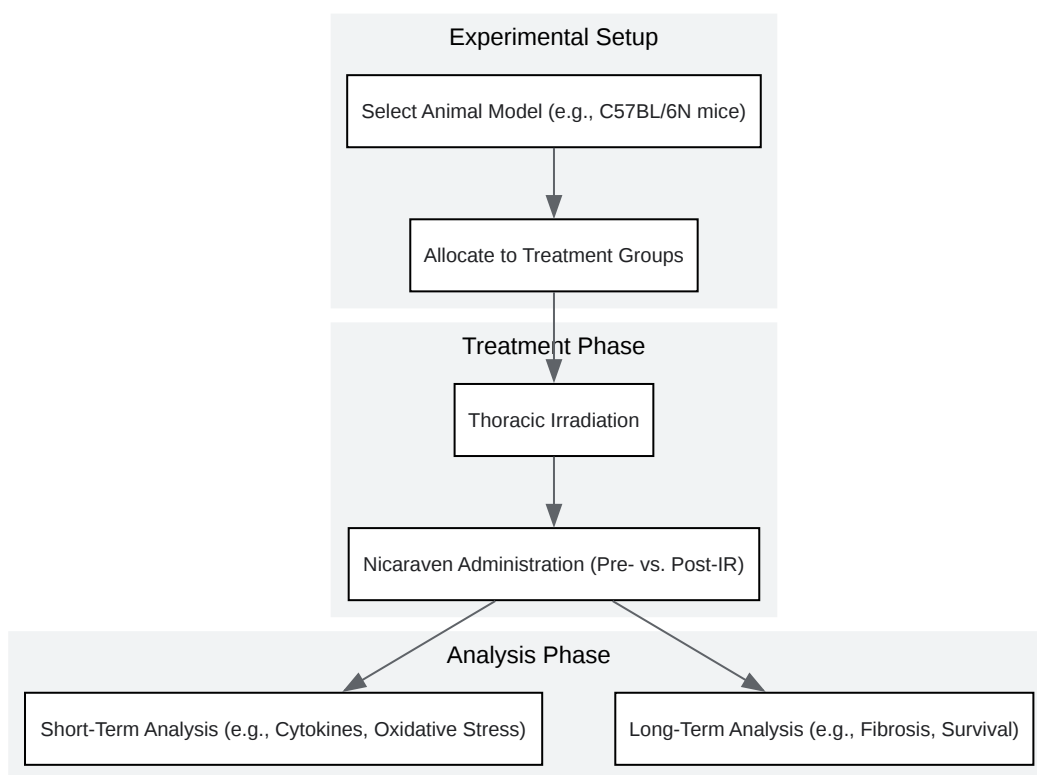 Experimental Setup
Select Animal Model (e.g., C57BL/6N mice)
Allocate to Treatment Groups
Treatment Phase
Thoracic Irradiation
Nicaraven Administration (Pre- vs. Post-IR)
Analysis Phase
Short-Term Analysis (e.g., Cytokines, Oxidative Stress)
Long-Term Analysis (e.g., Fibrosis, Survival)